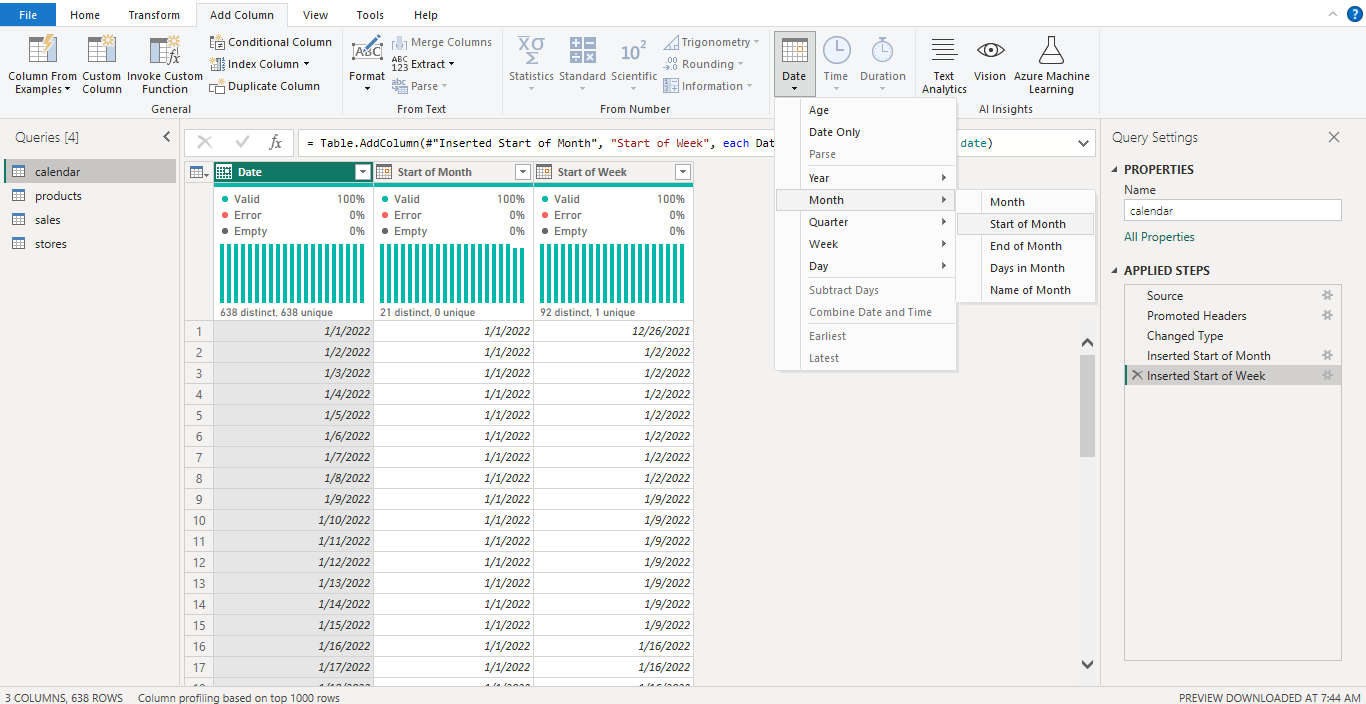 File Home Transform Add Column View Tools Help
Column From Examples
Custom Column
Invoke Custom Function
Conditional Column
Index Column
Duplicate Column
General
ABC
Format
Merge Columns
ABC 123 Extract
abc Parse
From Text
Xσ Σ
Statistics
Standard
10²
Scientific
Trigonometry
.00 Rounding
Information
From Number
Date
Time
Duration
Text Analytics
Vision
Azure Machine Learning
AI Insights
Age
Date Only
Parse
Year
Month
Quarter
Week
Day
Subtract Days
Combine Date and Time
Earliest
Latest
Month
Start of Month
End of Month
Days in Month
Name of Month
Queries [4]
calendar
products
sales
stores
fx
= Table.AddColumn(#"Inserted Start of Month", "Start of Week", each Dat date)
Date Start of Month Start of Week
Valid 100% Valid 100% Valid 100%
Error 0% Error 0% Error 0%
Empty 0% Empty 0% Empty 0%
638 distinct, 638 unique 21 distinct, 0 unique 92 distinct, 1 unique
1 1/1/2022 1/1/2022 12/26/2021
2 1/2/2022 1/1/2022 1/2/2022
3 1/3/2022 1/1/2022 1/2/2022
4 1/4/2022 1/1/2022 1/2/2022
5 1/5/2022 1/1/2022 1/2/2022
6 1/6/2022 1/1/2022 1/2/2022
7 1/7/2022 1/1/2022 1/2/2022
8 1/8/2022 1/1/2022 1/2/2022
9 1/9/2022 1/1/2022 1/9/2022
10 1/10/2022 1/1/2022 1/9/2022
11 1/11/2022 1/1/2022 1/9/2022
12 1/12/2022 1/1/2022 1/9/2022
13 1/13/2022 1/1/2022 1/9/2022
14 1/14/2022 1/1/2022 1/9/2022
15 1/15/2022 1/1/2022 1/9/2022
16 1/16/2022 1/1/2022 1/16/2022
17 1/17/2022 1/1/2022 1/16/2022
Query Settings
PROPERTIES
Name
calendar
All Properties
APPLIED STEPS
Source
Promoted Headers
Changed Type
Inserted Start of Month
Inserted Start of Week
3 COLUMNS, 638 ROWS Column profiling based on top 1000 rows
PREVIEW DOWNLOADED AT 7:44 AM